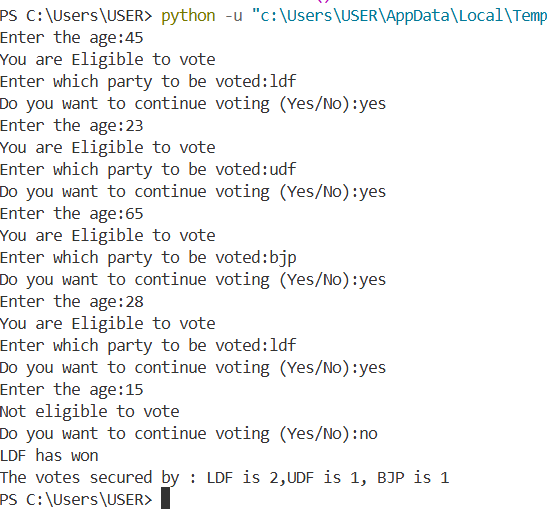 PS C:\Users\USER> python -u "c:\Users\USER\AppData\Local\Temp
Enter the age:45
You are Eligible to vote
Enter which party to be voted:ldf
Do you want to continue voting (Yes/No):yes
Enter the age:23
You are Eligible to vote
Enter which party to be voted:udf
Do you want to continue voting (Yes/No):yes
Enter the age:65
You are Eligible to vote
Enter which party to be voted:bjp
Do you want to continue voting (Yes/No):yes
Enter the age:28
You are Eligible to vote
Enter which party to be voted:ldf
Do you want to continue voting (Yes/No):yes
Enter the age:15
Not eligible to vote
Do you want to continue voting (Yes/No):no
LDF has won
The votes secured by : LDF is 2,UDF is 1, BJP is 1
PS C:\Users\USER>